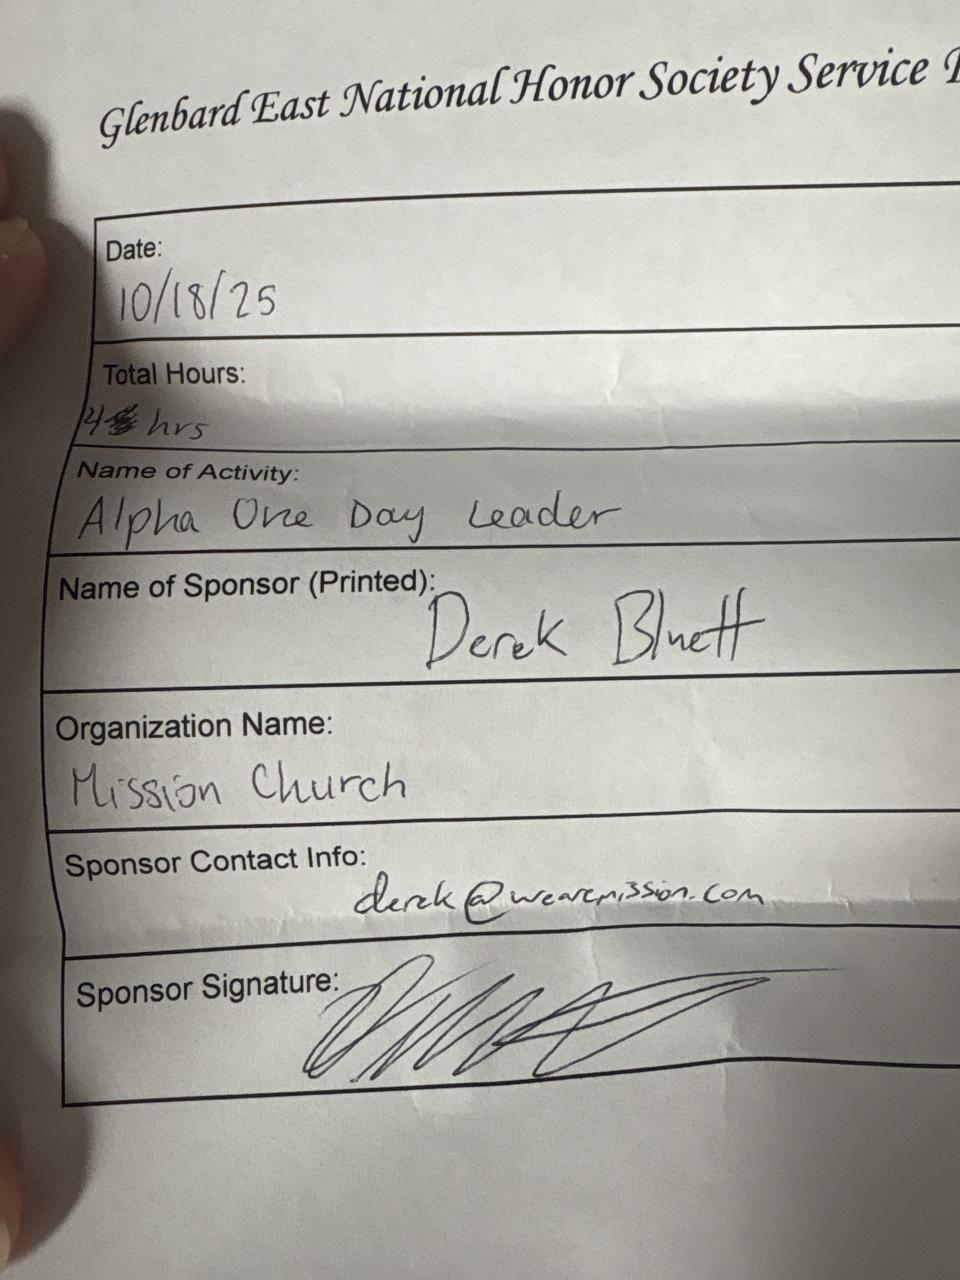 Glenbard East National Honor Society Service
Date:
10/18/25
Total Hours:
4 hrs
Name of Activity:
Alpha One Day Leader
Name of Sponsor (Printed):
Derek Bluett
Organization Name:
Mission Church
Sponsor Contact Info:
derek@wearemission.com
Sponsor Signature: